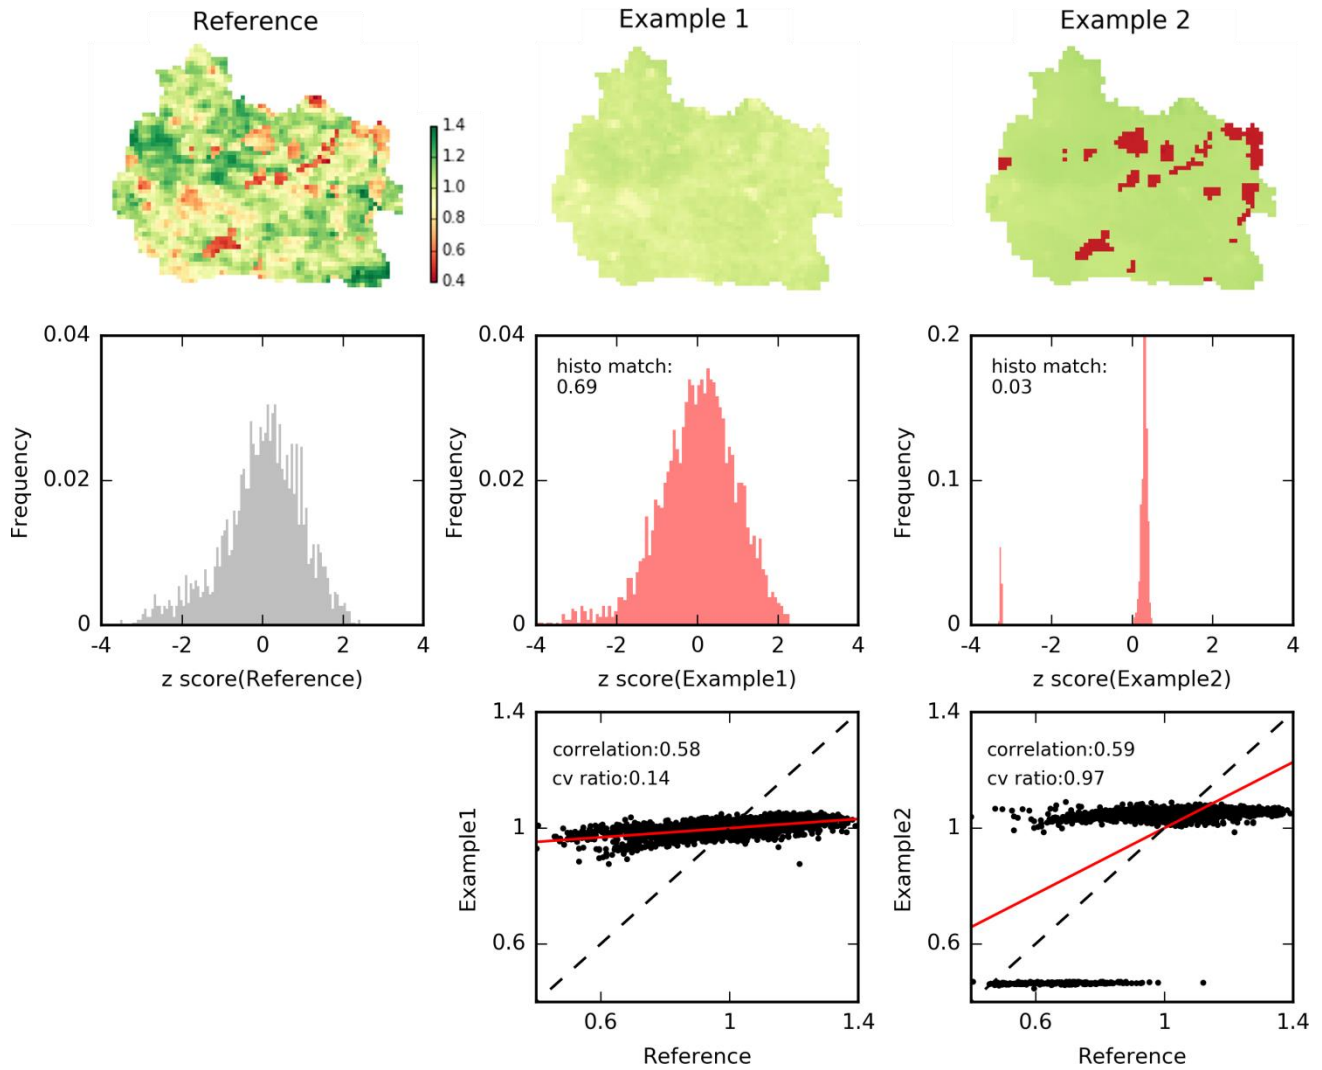 Reference
Example 1
Example 2
1.4
1.2
1.0
0.8
0.6
0.4
0.04
0.02
0
Frequency
-4 -2 0 2 4
z score(Reference)
0.04
0.02
0
Frequency
histo match:
0.69
-4 -2 0 2 4
z score(Example1)
0.2
0.1
0
Frequency
histo match:
0.03
-4 -2 0 2 4
z score(Example2)
1.4
1
0.6
Example1
correlation:0.58
cv ratio:0.14
0.6 1 1.4
Reference
1.4
1
0.6
Example2
correlation:0.59
cv ratio:0.97
0.6 1 1.4
Reference